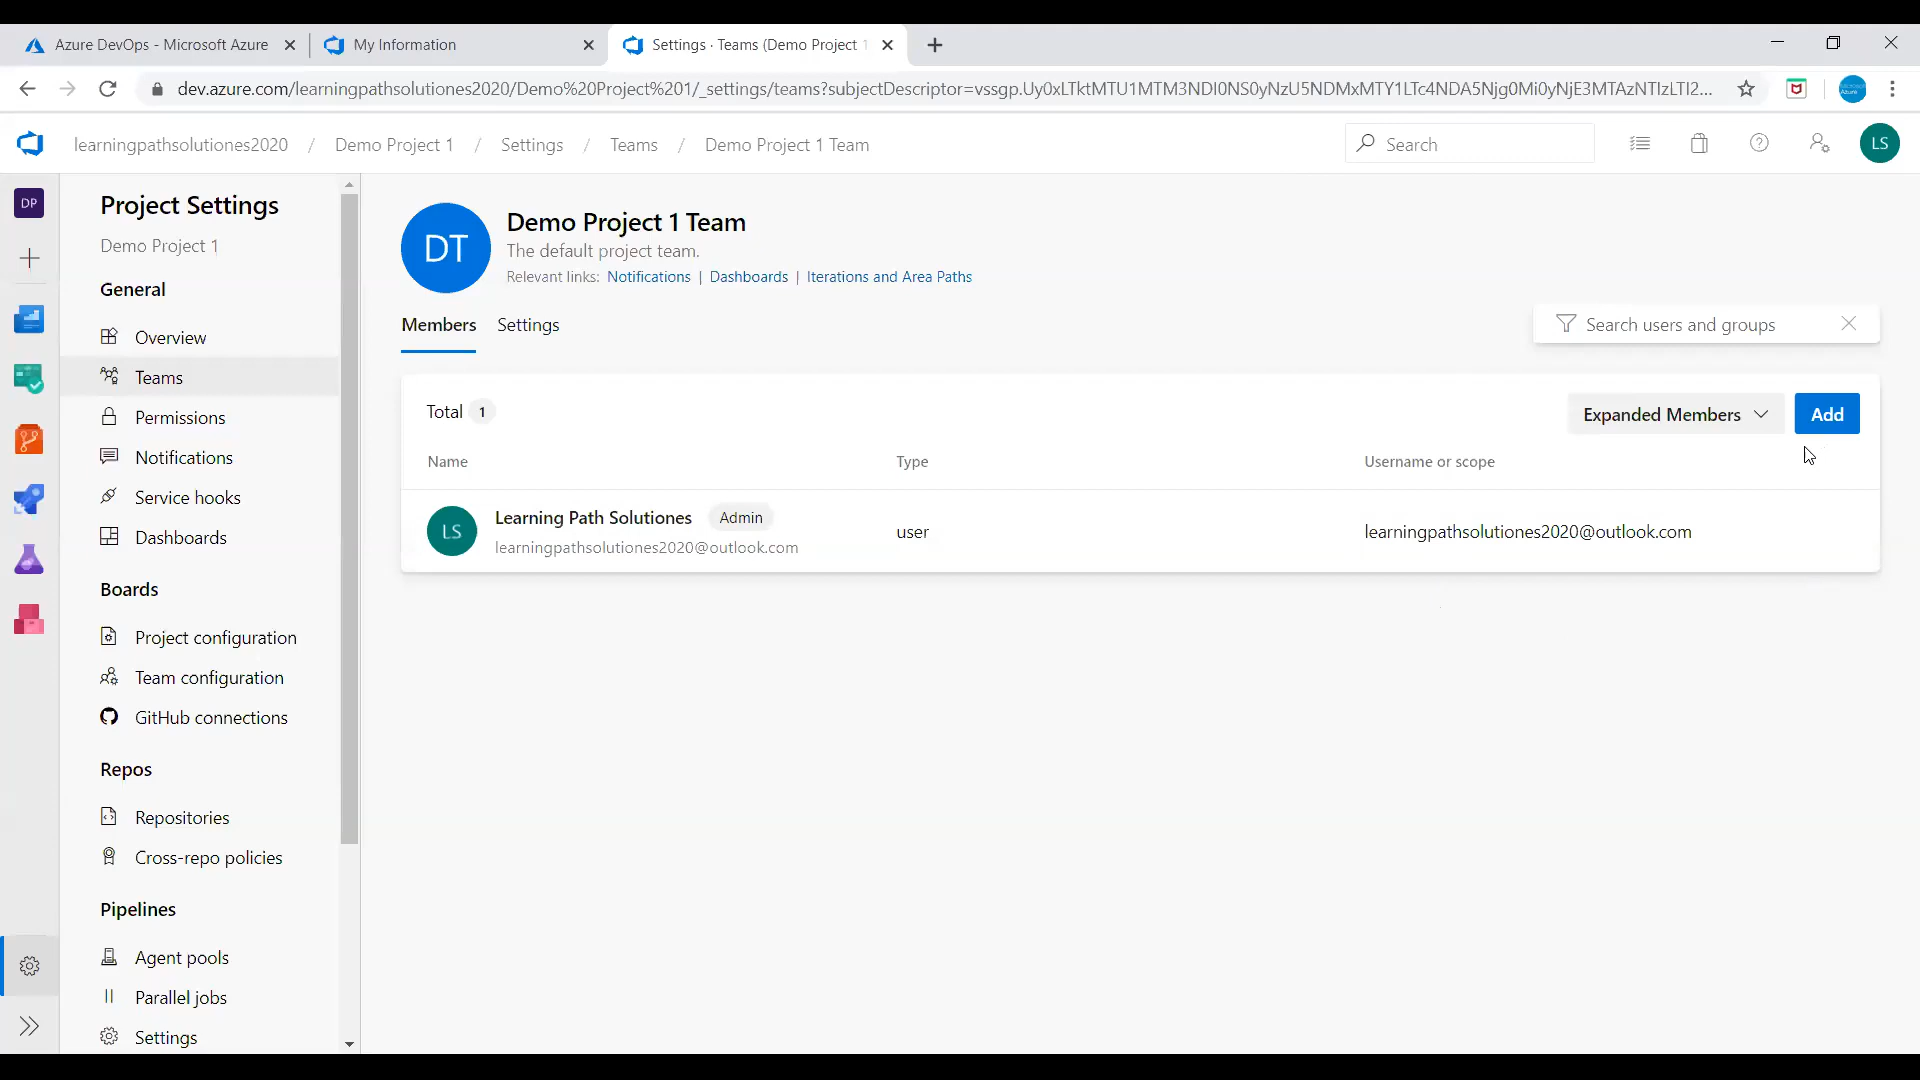 Azure DevOps - Microsoft Azure
My Information
Settings · Teams (Demo Project 1
dev.azure.com/learningpathsolutiones2020/Demo%20Project%201/_settings/teams?subjectDescriptor=vssgp.Uy0xLTktMTU1MTM3NDI0NS0yNzU5NDMxMTY1LTc4NDA5Njg0Mi0yNjE3MTAzNTIzLTI2...
learningpathsolutiones2020 / Demo Project 1 / Settings / Teams / Demo Project 1 Team
Search
LS
DP
Project Settings
Demo Project 1
General
Overview
Teams
Permissions
Notifications
Service hooks
Dashboards
Boards
Project configuration
Team configuration
GitHub connections
Repos
Repositories
Cross-repo policies
Pipelines
Agent pools
Parallel jobs
Settings
DT
Demo Project 1 Team
The default project team.
Relevant links: Notifications | Dashboards | Iterations and Area Paths
Members Settings
Search users and groups
Total 1
Expanded Members
Add
Name Type Username or scope
LS
Learning Path Solutiones Admin
learningpathsolutiones2020@outlook.com
user
learningpathsolutiones2020@outlook.com